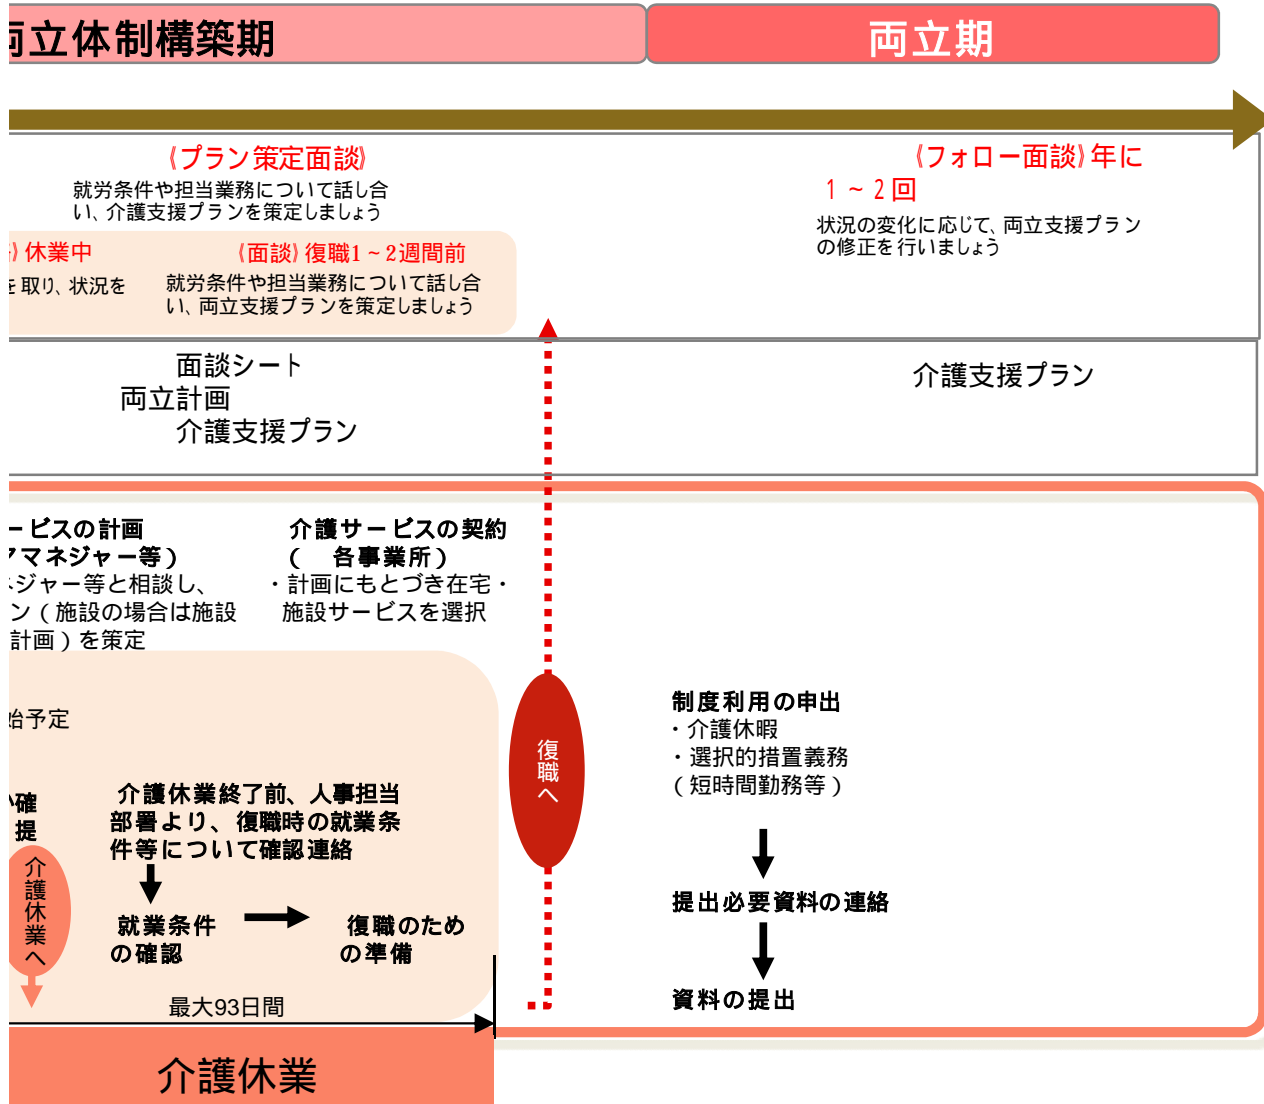 両立体制構築期
両立期
《プラン策定面談》
就労条件や担当業務について話し合
い、介護支援プランを策定しましょう
《フォロー面談》年に
1～2回
状況の変化に応じて、両立支援プラン
の修正を行いましょう
》休業中
を取り、状況を
《面談》復職1～2週間前
就労条件や担当業務について話し合
い、両立支援プランを策定しましょう
面談シート
両立計画
介護支援プラン
介護支援プラン
ービスの計画
マネジャー等）
ジャー等と相談し、
ン（施設の場合は施設
計画）を策定
介護サービスの契約
（　各事業所）
・計画にもとづき在宅・
施設サービスを選択
始予定
確
提
介護休業へ
介護休業終了前、人事担当
部署より、復職時の就業条
件等について確認連絡
就業条件
の確認
復職のため
の準備
最大93日間
介護休業
復職へ
制度利用の申出
・介護休暇
・選択的措置義務
（短時間勤務等）
提出必要資料の連絡
資料の提出